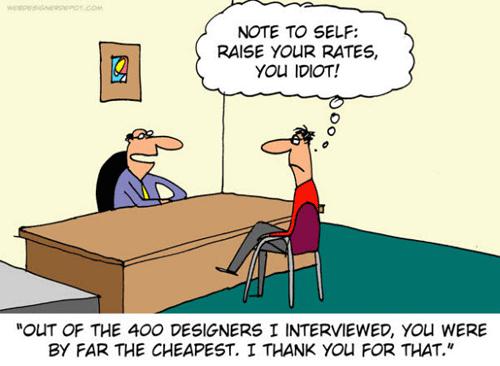 WEBDESIGNERDEPOT.COM
NOTE TO SELF:
RAISE YOUR RATES,
YOU IDIOT!
"OUT OF THE 400 DESIGNERS I INTERVIEWED, YOU WERE
BY FAR THE CHEAPEST. I THANK YOU FOR THAT."